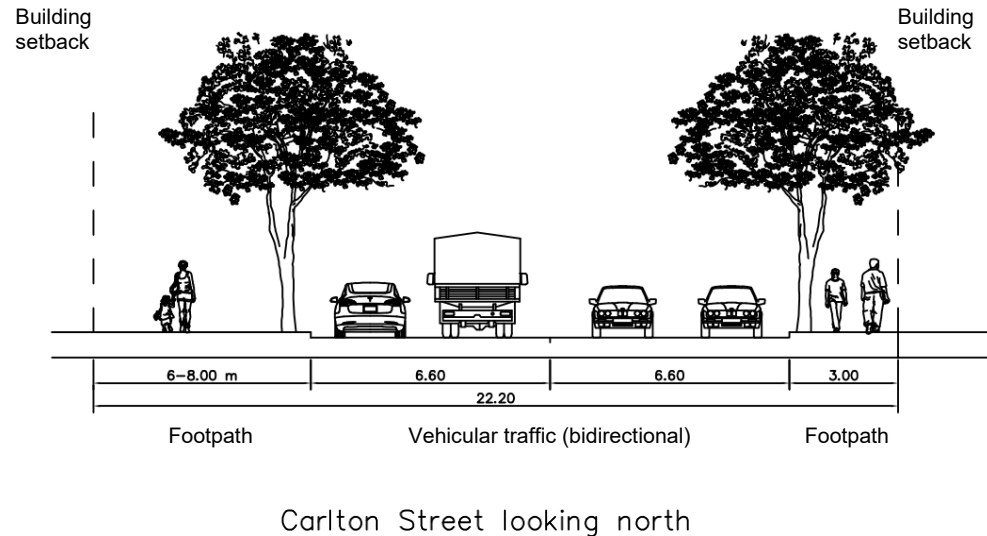 Building
setback
Building
setback
6–8.00 m
6.60
6.60
3.00
22.20
Footpath
Vehicular traffic (bidirectional)
Footpath
Carlton Street looking north